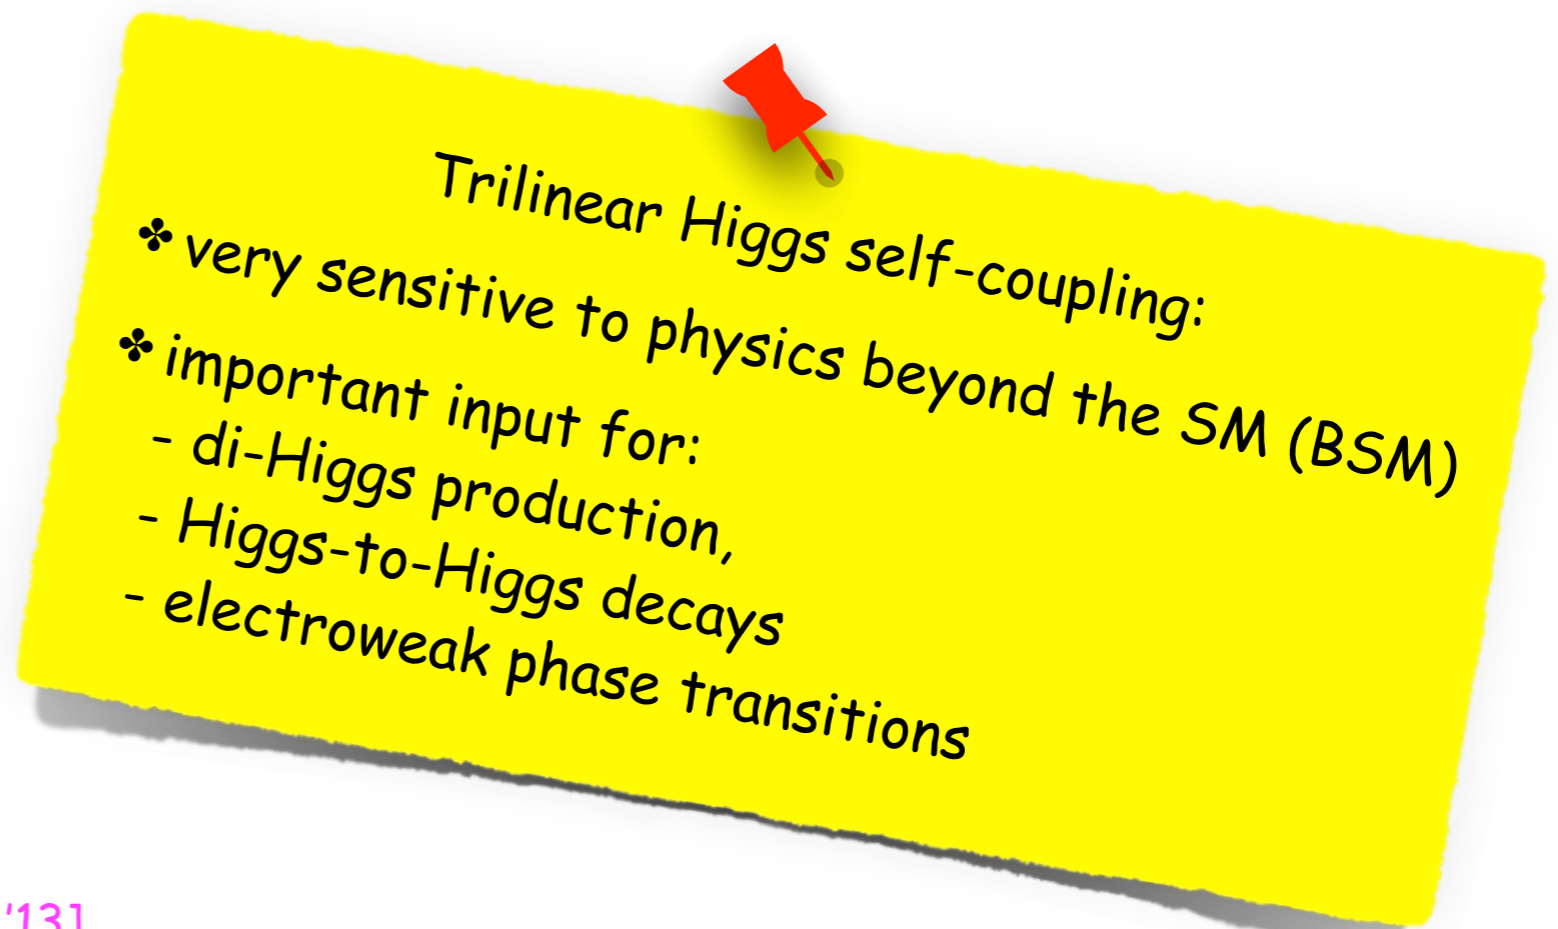 Trilinear Higgs self-coupling:
✤ very sensitive to physics beyond the SM (BSM)
✤ important input for:
- di-Higgs production,
- Higgs-to-Higgs decays
- electroweak phase transitions
'13]